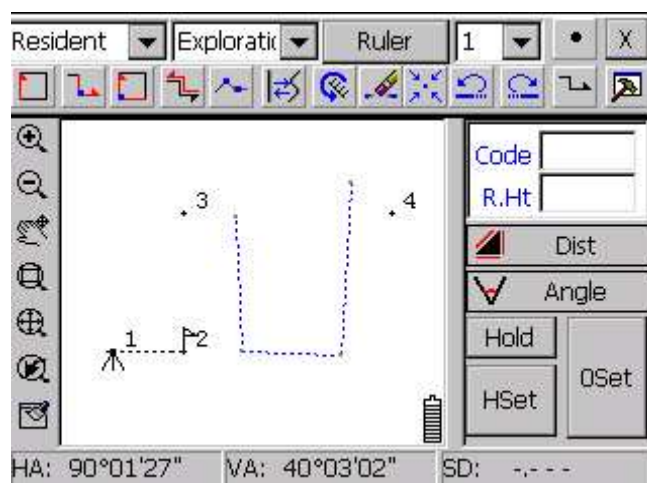 Resident Exploratic Ruler 1 X
Code
R.Ht
3 4
Dist
Angle
1 2
Hold
HSet 0Set
HA: 90°01'27" VA: 40°03'02" SD: -.---